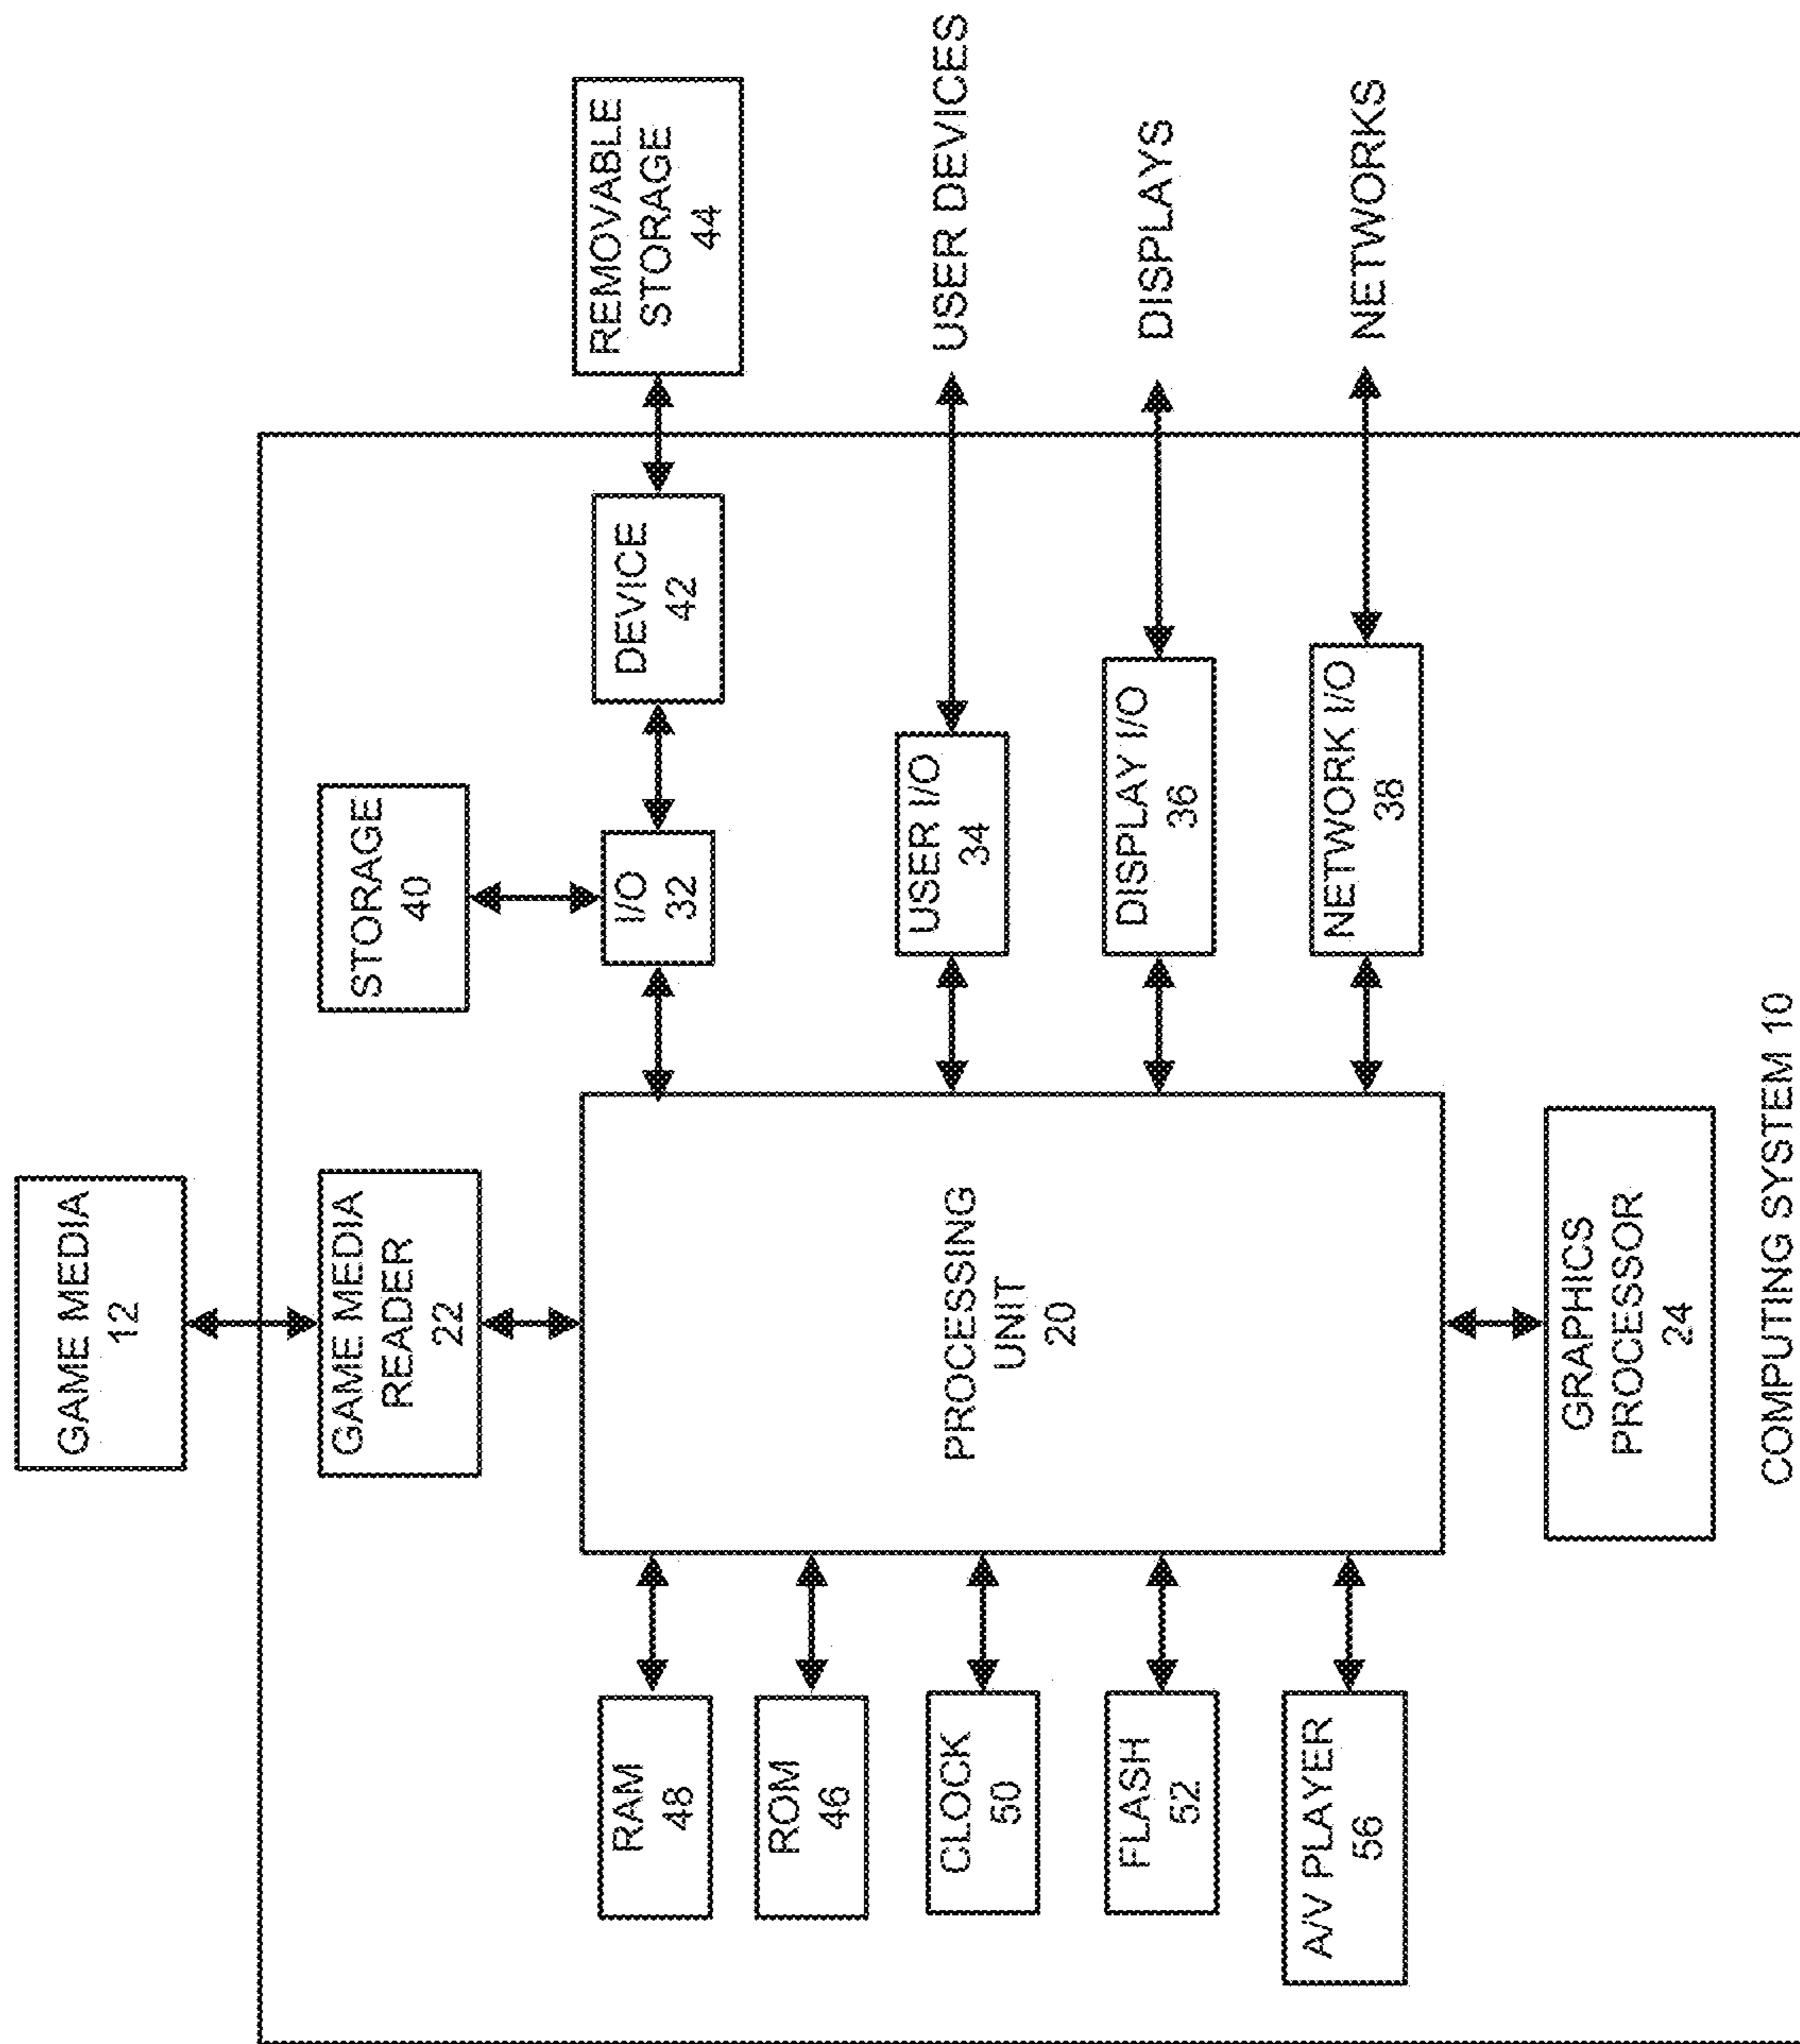 GAME MEDIA
12
GAME MEDIA
READER
22
STORAGE
40
RAM
48
ROM
46
CLOCK
50
FLASH
52
A/V PLAYER
56
PROCESSING
UNIT
20
I/O
32
DEVICE
42
REMOVABLE
STORAGE
44
USER I/O
34
USER DEVICES
DISPLAY I/O
36
DISPLAYS
NETWORK I/O
38
NETWORKS
GRAPHICS
PROCESSOR
24
COMPUTING SYSTEM 10